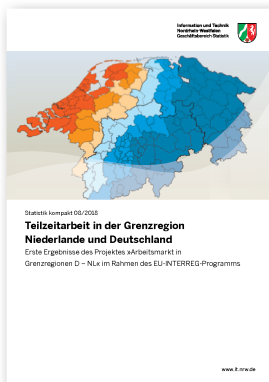 Information und Technik
Nordrhein-Westfalen
Geschäftsbereich Statistik
Statistik kompakt 08/2018
Teilzeitarbeit in der Grenzregion
Niederlande und Deutschland
Erste Ergebnisse des Projektes »Arbeitsmarkt in
Grenzregionen D – NL« im Rahmen des EU-INTERREG-Programms
www.it.nrw.de